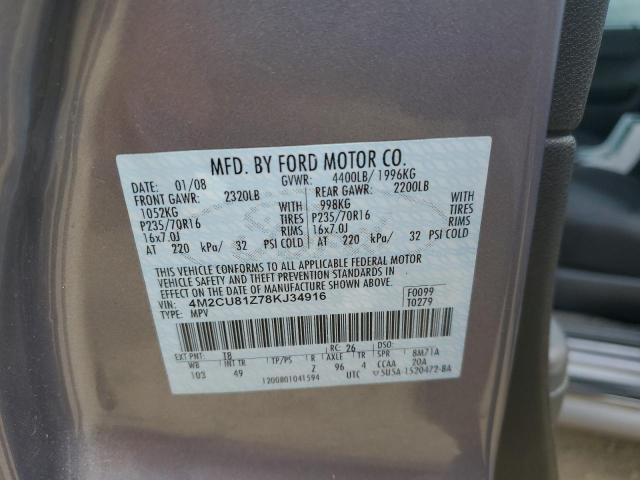 MFD. BY FORD MOTOR CO.
DATE: 01/08 GVWR: 4400LB/ 1996KG
FRONT GAWR: 2320LB REAR GAWR: 2200LB
1052KG WITH 998KG WITH
P235/70R16 TIRES P235/70R16 TIRES
16x7.0J RIMS 16x7.0J RIMS
AT 220 kPa/ 32 PSI COLD AT 220 kPa/ 32 PSI COLD
THIS VEHICLE CONFORMS TO ALL APPLICABLE FEDERAL MOTOR
VEHICLE SAFETY AND BUMPER AND THEFT PREVENTION STANDARDS IN
EFFECT ON THE DATE OF MANUFACTURE SHOWN ABOVE.
VIN: 4M2CU81Z78KJ34916 F0099
TYPE: MPV T0279
EXT PNT: T8 RC: 26 DSO:
WB INT TR TP/PS R AXLE TR SPR 8M71A
103 49 Z 96 4 CCAA 20A
1200801041594 UTC 5U5A-1520472-BA